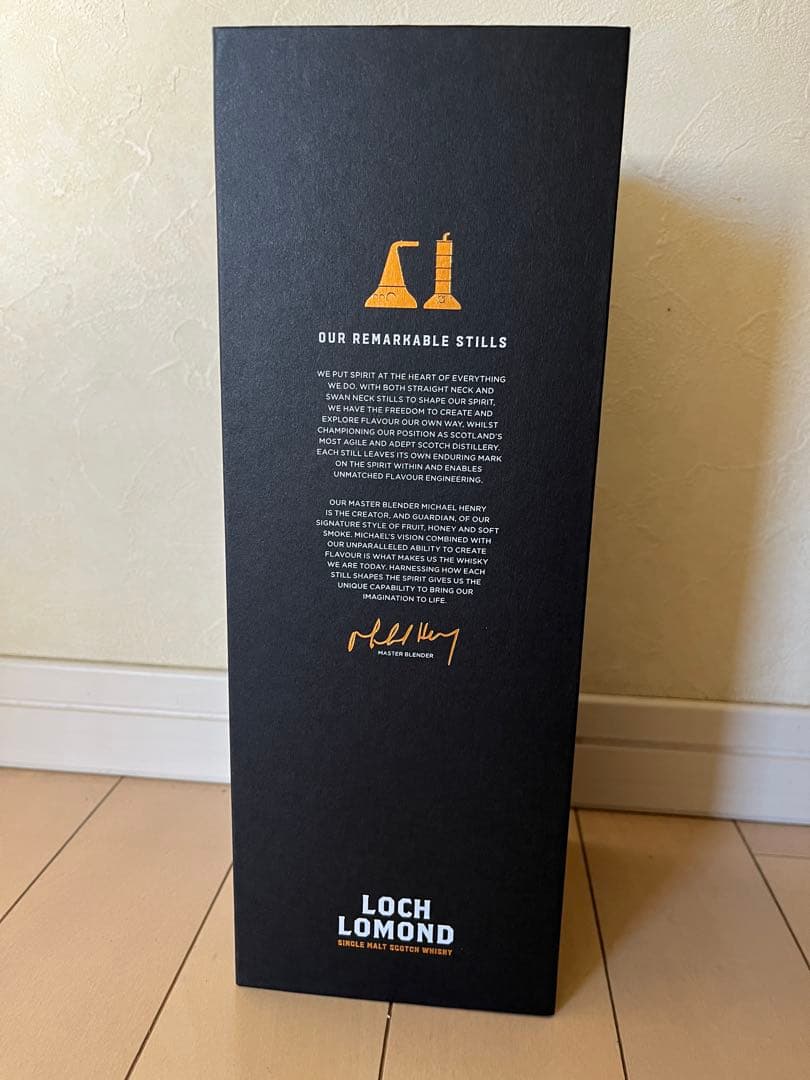 OUR REMARKABLE STILLS
WE PUT SPIRIT AT THE HEART OF EVERYTHING
WE DO. WITH BOTH STRAIGHT NECK AND
SWAN NECK STILLS TO SHAPE OUR SPIRIT,
WE HAVE THE FREEDOM TO CREATE AND
EXPLORE FLAVOUR OUR OWN WAY, WHILST
CHAMPIONING OUR POSITION AS SCOTLAND'S
MOST AGILE AND ADEPT SCOTCH DISTILLERY.
EACH STILL LEAVES ITS OWN ENDURING MARK
ON THE SPIRIT WITHIN AND ENABLES
UNMATCHED FLAVOUR ENGINEERING.
OUR MASTER BLENDER MICHAEL HENRY
IS THE CREATOR, AND GUARDIAN, OF OUR
SIGNATURE STYLE OF FRUIT, HONEY AND SOFT
SMOKE. MICHAEL'S VISION COMBINED WITH
OUR UNPARALLELED ABILITY TO CREATE
FLAVOUR IS WHAT MAKES US THE WHISKY
WE ARE TODAY. HARNESSING HOW EACH
STILL SHAPES THE SPIRIT GIVES US THE
UNIQUE CAPABILITY TO BRING OUR
IMAGINATION TO LIFE.
Michael Henry
MASTER BLENDER
LOCH
LOMOND
SINGLE MALT SCOTCH WHISKY